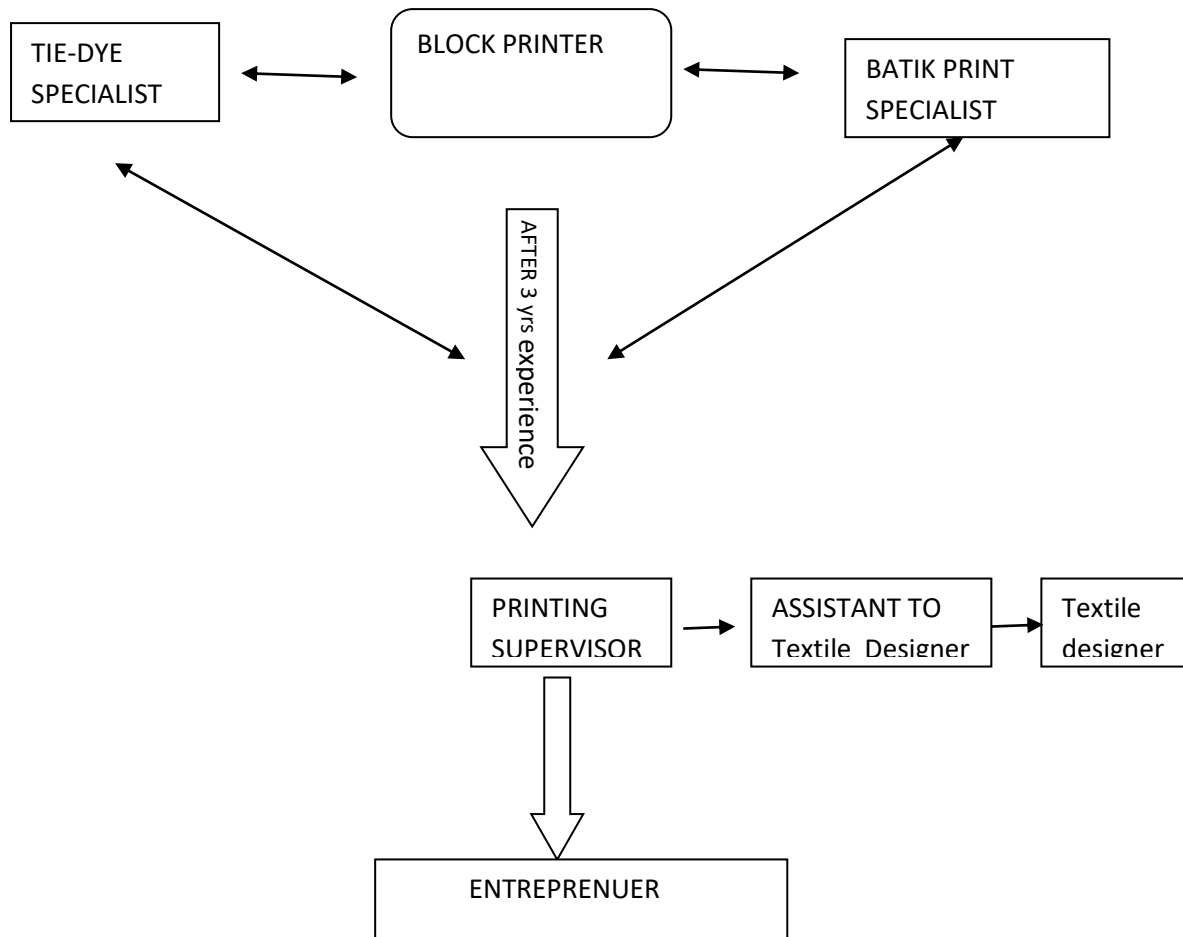 TIE-DYE
SPECIALIST
BLOCK PRINTER
BATIK PRINT
SPECIALIST
AFTER 3 yrs experience
PRINTING
SUPERVISOR
ASSISTANT TO
Textile Designer
Textile
designer
ENTREPRENUER